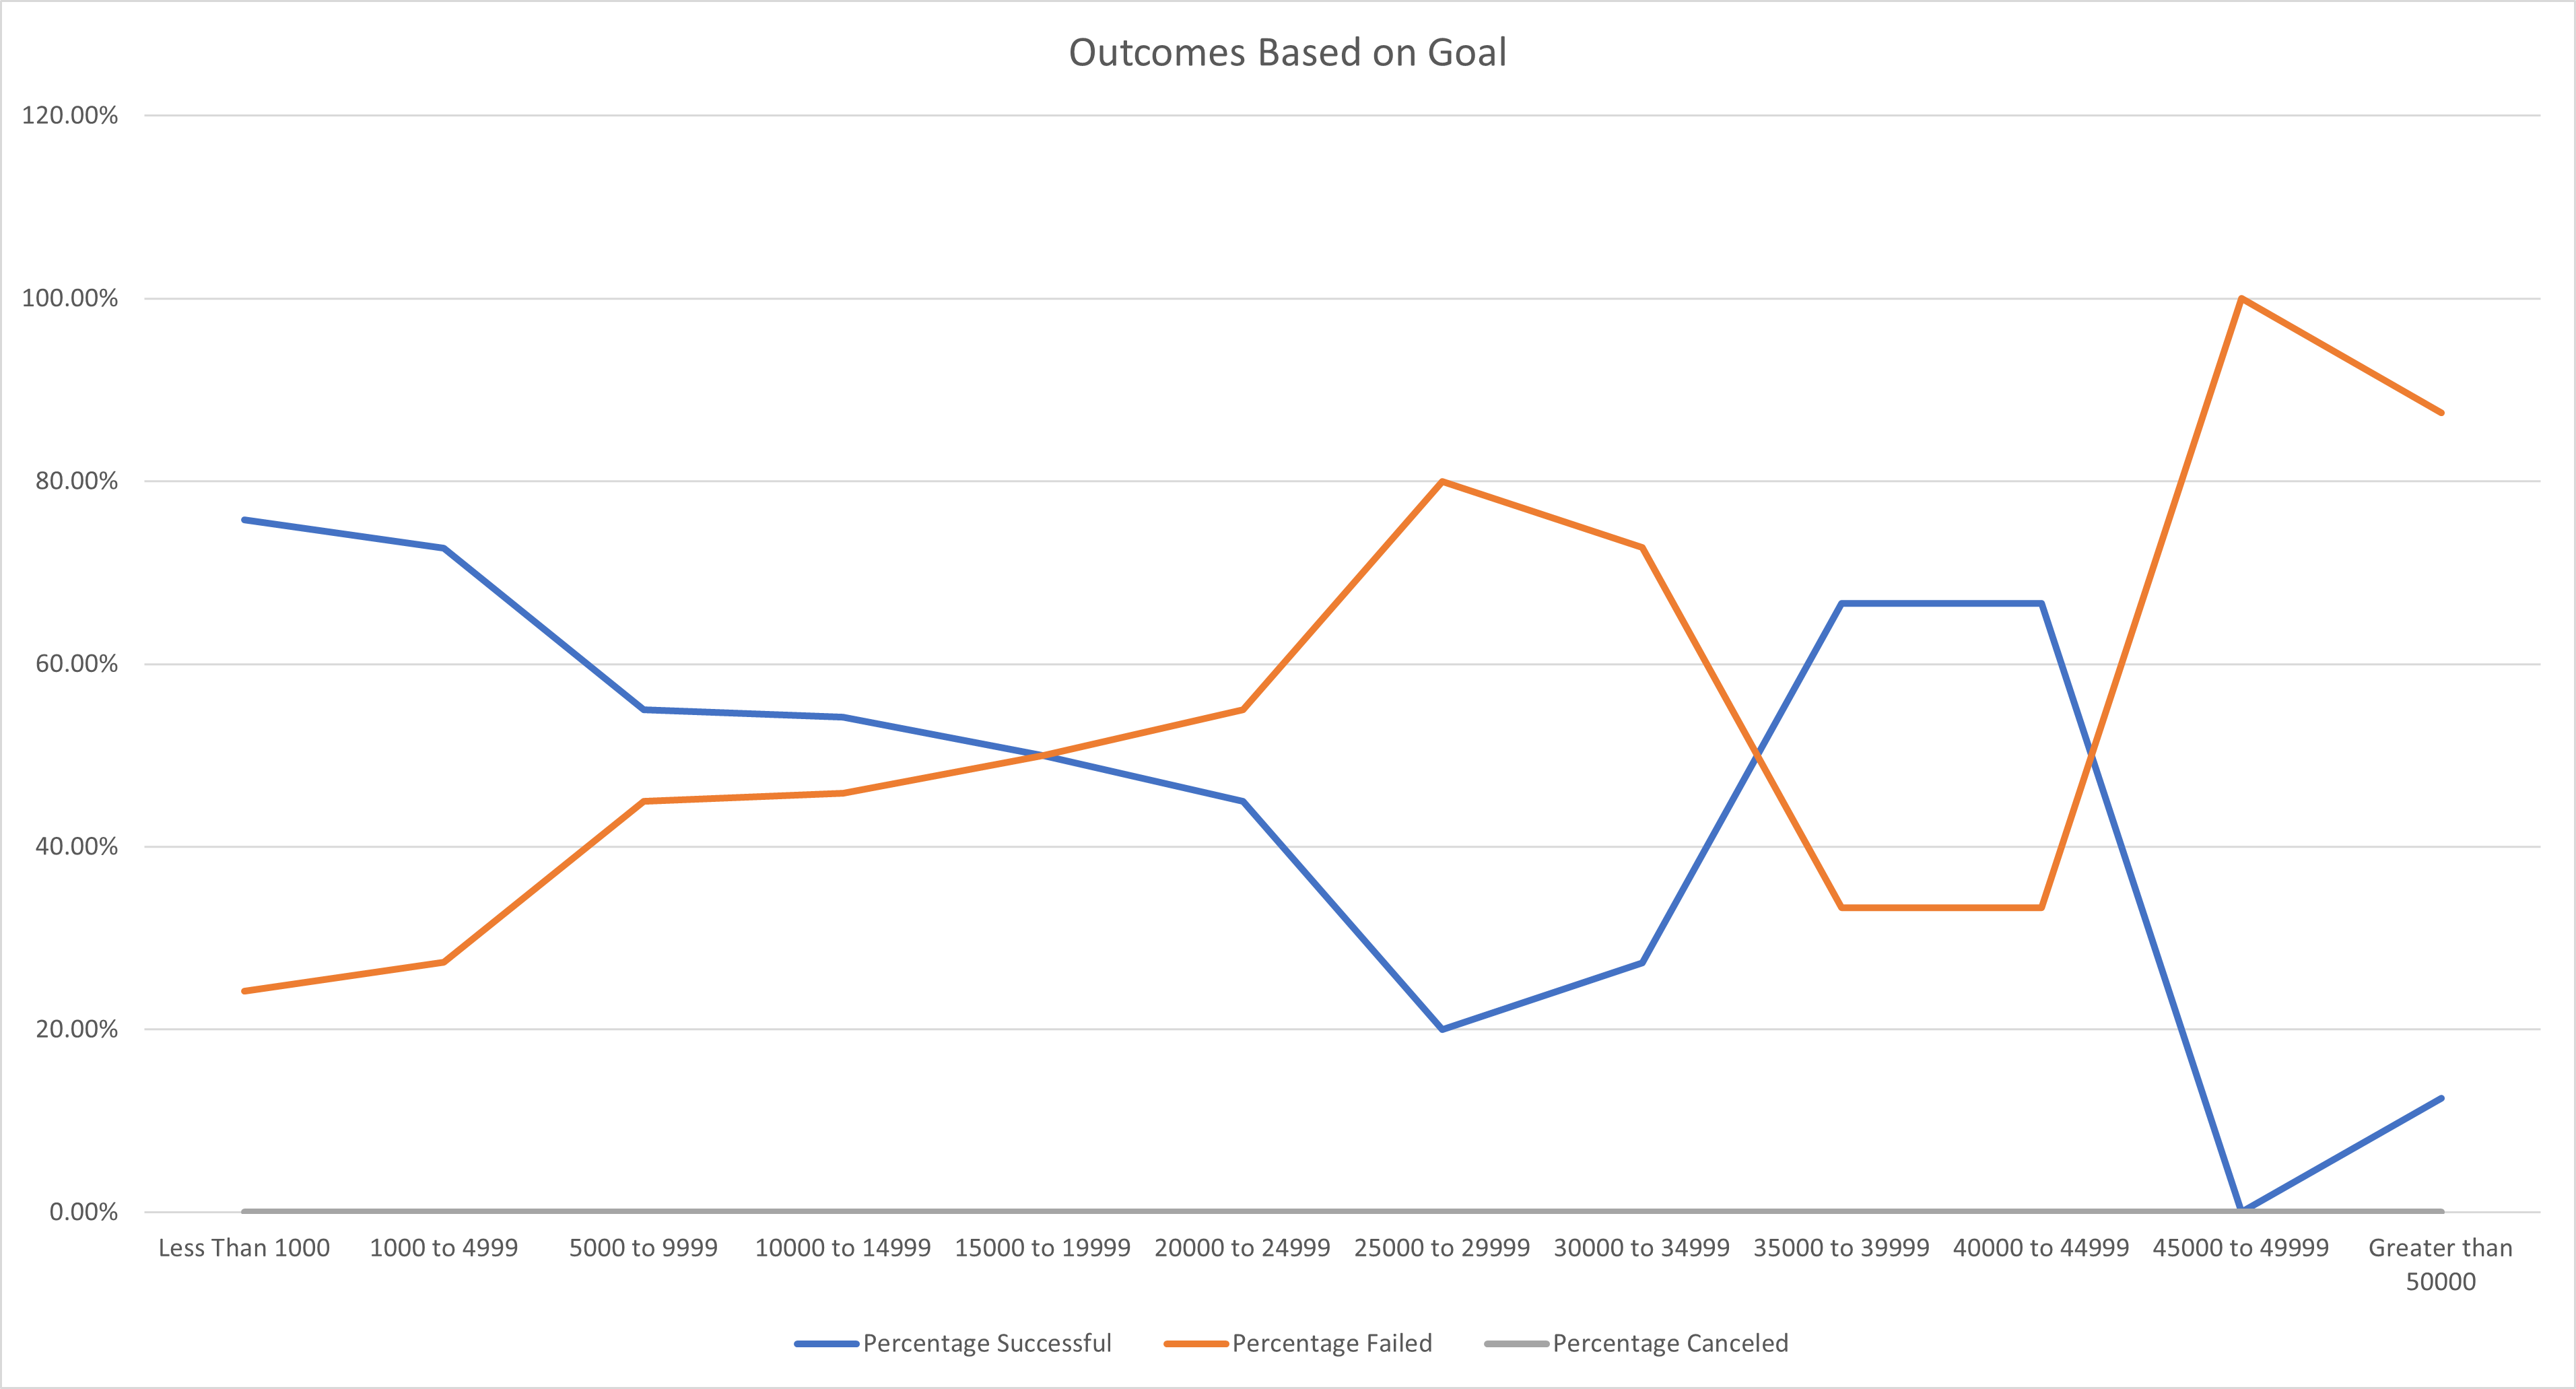 Outcomes Based on Goal
120.00%
100.00%
80.00%
60.00%
40.00%
20.00%
0.00%
Less Than 1000
1000 to 4999
5000 to 9999
10000 to 14999
15000 to 19999
20000 to 24999
25000 to 29999
30000 to 34999
35000 to 39999
40000 to 44999
45000 to 49999
Greater than
50000
Percentage Successful
Percentage Failed
Percentage Canceled